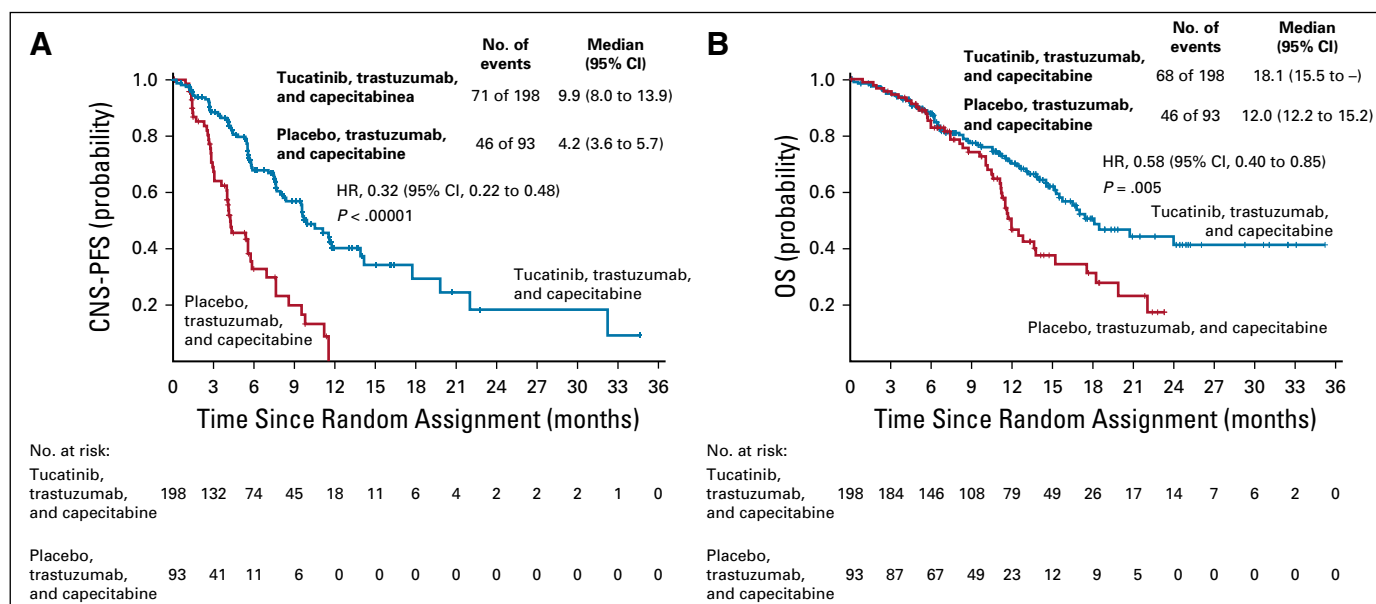 A
No. of events
Median (95% CI)
Tucatinib, trastuzumab,
and capecitabinea
71 of 198
9.9 (8.0 to 13.9)
Placebo, trastuzumab,
and capecitabine
46 of 93
4.2 (3.6 to 5.7)
HR, 0.32 (95% CI, 0.22 to 0.48)
P < .00001
Tucatinib, trastuzumab,
and capecitabine
Placebo,
trastuzumab,
and capecitabine
CNS-PFS (probability)
1.0
0.8
0.6
0.4
0.2
0 3 6 9 12 15 18 21 24 27 30 33 36
Time Since Random Assignment (months)
No. at risk:
Tucatinib,
trastuzumab,
and capecitabine
198 132 74 45 18 11 6 4 2 2 2 1 0
Placebo,
trastuzumab,
and capecitabine
93 41 11 6 0 0 0 0 0 0 0 0 0
B
No. of events
Median (95% CI)
Tucatinib, trastuzumab,
and capecitabine
68 of 198
18.1 (15.5 to –)
Placebo, trastuzumab,
and capecitabine
46 of 93
12.0 (12.2 to 15.2)
HR, 0.58 (95% CI, 0.40 to 0.85)
P = .005
Tucatinib, trastuzumab,
and capecitabine
Placebo, trastuzumab, and capecitabine
OS (probability)
1.0
0.8
0.6
0.4
0.2
0 3 6 9 12 15 18 21 24 27 30 33 36
Time Since Random Assignment (months)
No. at risk:
Tucatinib,
trastuzumab,
and capecitabine
198 184 146 108 79 49 26 17 14 7 6 2 0
Placebo,
trastuzumab,
and capecitabine
93 87 67 49 23 12 9 5 0 0 0 0 0